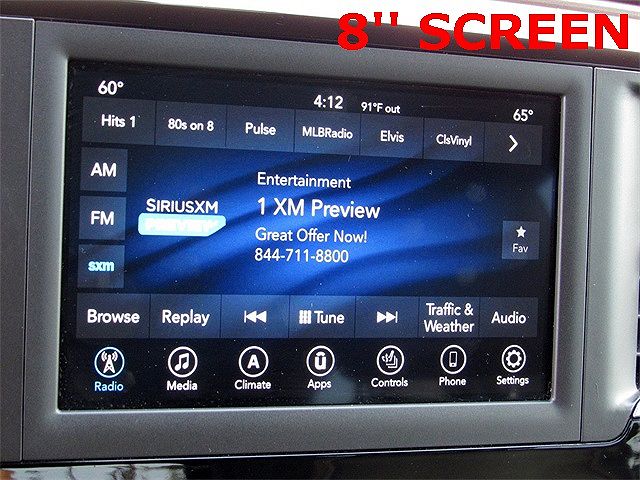 8'' SCREEN
60°
4:12
91°F out
65°
Hits 1
80s on 8
Pulse
MLBRadio
Elvis
ClsVinyl
AM
FM
sxm
SIRIUSXM
PREVIEW
Entertainment
1 XM Preview
Great Offer Now!
844-711-8800
Fav
Browse
Replay
Tune
Traffic &
Weather
Audio
A
Radio
Media
Climate
Apps
Controls
Phone
Settings